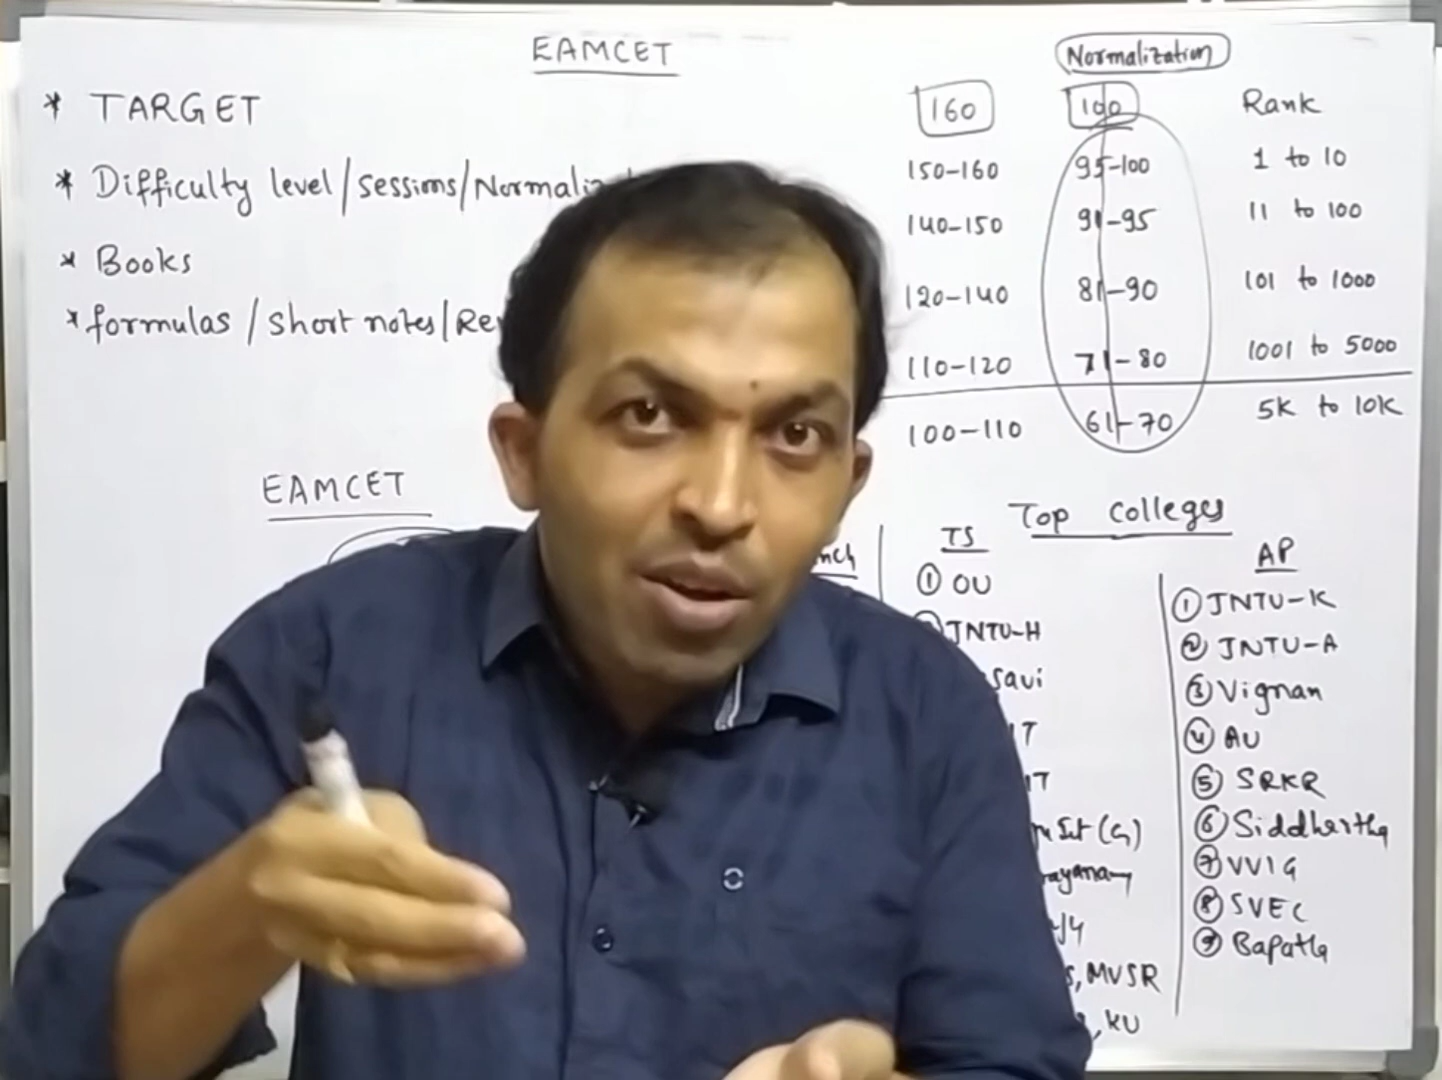 EAMCET
* TARGET
* Difficulty level/sessions/
* Books
* formulas / Short notes/
Normalization
160 100 Rank
150-160 95-100 1 to 10
140-150 91-95 11 to 100
120-140 81-90 101 to 1000
110-120 71-80 1001 to 5000
100-110 61-70 5K to 10K
EAMCET
Top colleges
TS
① OU
JNTU-H
MVSR
KU
AP
① JNTU-K
② JNTU-A
③ Vignan
④ AU
⑤ SRKR
⑥ Siddhartha
⑦ VVIG
⑧ SVEC
⑨ Bapatla